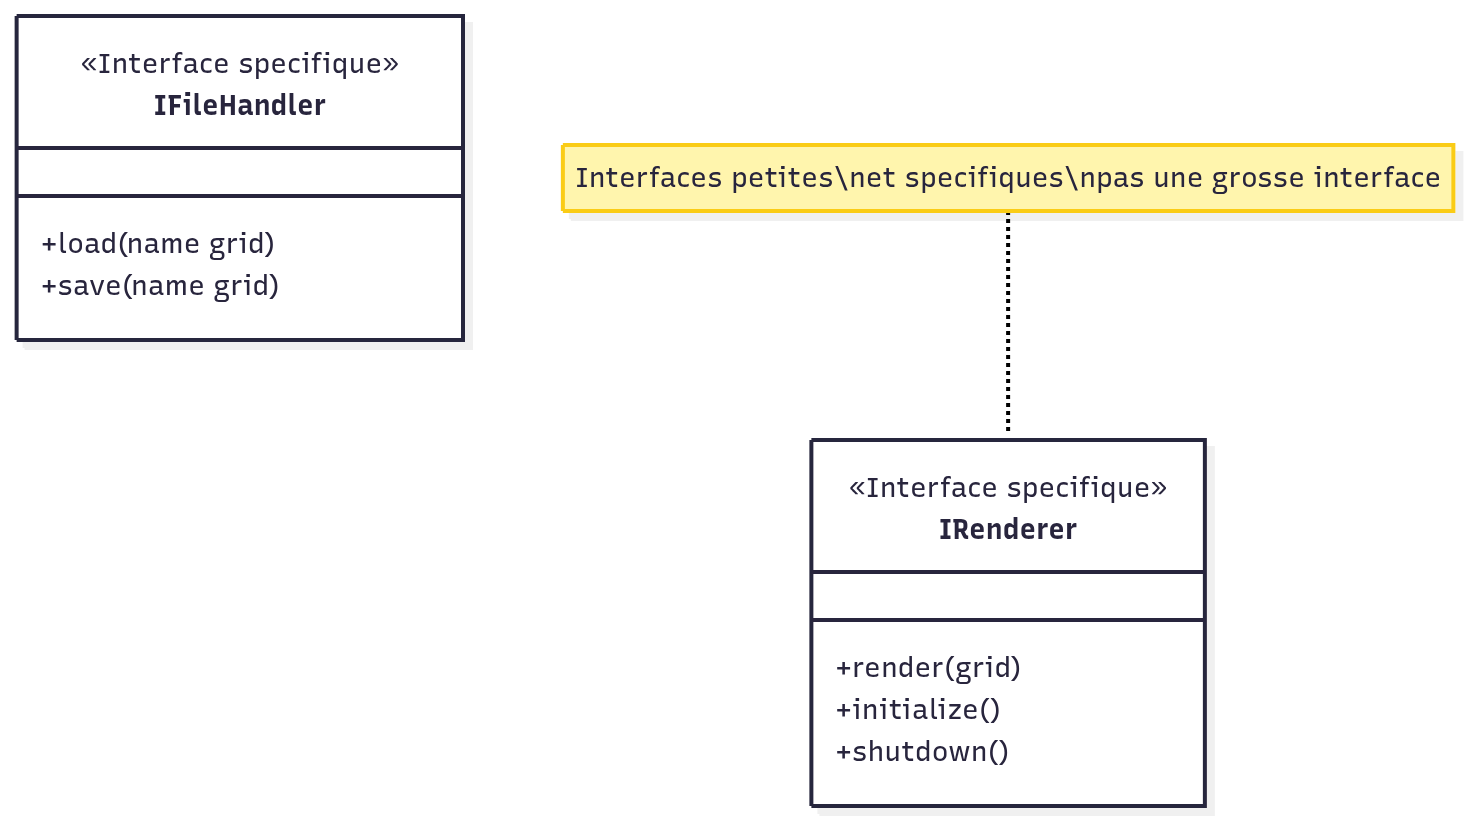 «Interface specifique»
IFileHandler
+load(name grid)
+save(name grid)
Interfaces petites\net specifiques\npas une grosse interface
«Interface specifique»
IRenderer
+render(grid)
+initialize()
+shutdown()